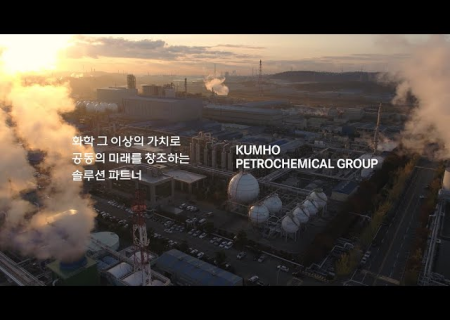 화학 그 이상의 가치로
공동의 미래를 창조하는
솔루션 파트너
KUMHO
PETROCHEMICAL GROUP